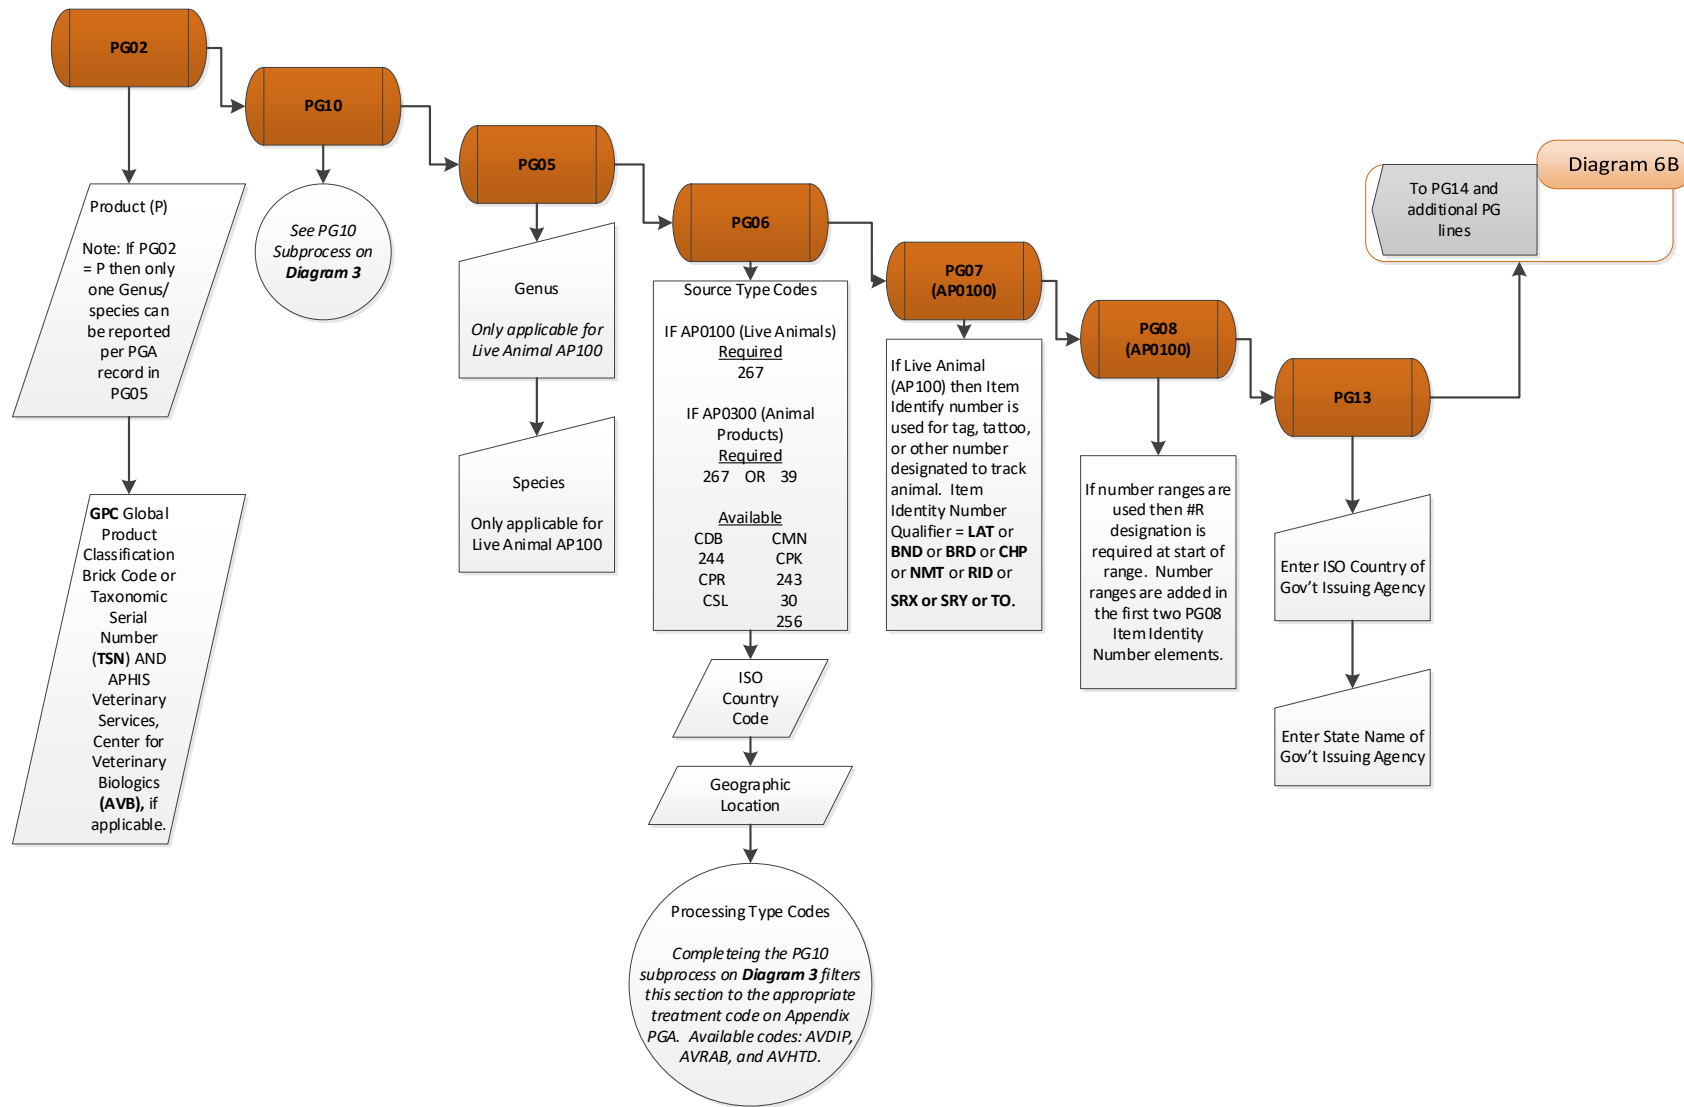 PG02
PG10
PG05
PG06
PG07
(AP0100)
PG08
(AP0100)
PG13
Diagram 6B
To PG14 and
additional PG
lines
Product (P)
Note: If PG02
= P then only
one Genus/
species can
be reported
per PGA
record in
PG05
GPC Global
Product
Classification
Brick Code or
Taxonomic
Serial
Number
(TSN) AND
APHIS
Veterinary
Services,
Center for
Veterinary
Biologics
(AVB), if
applicable.
See PG10
Subprocess on
Diagram 3
Genus
Only applicable for
Live Animal AP100
Species
Only applicable for
Live Animal AP100
Source Type Codes
IF AP0100 (Live Animals)
Required
267
IF AP0300 (Animal
Products)
Required
267 OR 39
Available
CDB CMN
244 CPK
CPR 243
CSL 30
256
ISO
Country
Code
Geographic
Location
Processing Type Codes
Completeing the PG10
subprocess on Diagram 3 filters
this section to the appropriate
treatment code on Appendix
PGA. Available codes: AVDIP,
AVRAB, and AVHTD.
If Live Animal
(AP100) then Item
Identify number is
used for tag, tattoo,
or other number
designated to track
animal. Item
Identity Number
Qualifier = LAT or
BND or BRD or CHP
or NMT or RID or
SRX or SRY or TO.
If number ranges are
used then #R
designation is
required at start of
range. Number
ranges are added in
the first two PG08
Item Identity
Number elements.
Enter ISO Country of
Gov't Issuing Agency
Enter State Name of
Gov't Issuing Agency